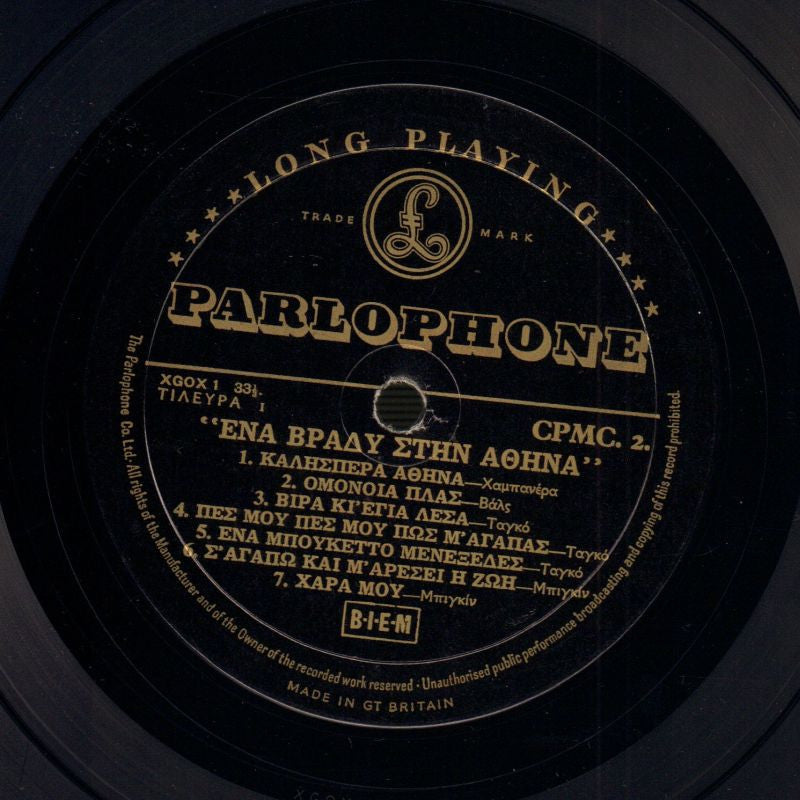 LONG PLAYING
TRADE MARK
£
PARLOPHONE
XGOX 1 33⅓.
ΤΙΛΕΥΡΑ I
CPMC. 2.
“ΕΝΑ ΒΡΑΔΥ ΣΤΗΝ ΑΘΗΝΑ”
1. ΚΑΛΗΣΠΕΡΑ ΑΘΗΝΑ—Χαμπανέρα
2. ΟΜΟΝΟΙΑ ΠΛΑΣ—Βάλς
3. ΒΙΡΑ ΚΙ'ΕΓΙΑ ΛΕΣΑ—Ταγκό
4. ΠΕΣ ΜΟΥ ΠΕΣ ΜΟΥ ΠΩΣ Μ'ΑΓΑΠΑΣ—Ταγκό
5. ΕΝΑ ΜΠΟΥΚΕΤΤΟ ΜΕΝΕΞΕΔΕΣ—Ταγκό
6. Σ'ΑΓΑΠΩ ΚΑΙ Μ'ΑΡΕΣΕΙ Η ΖΩΗ—Μπιγκίν
7. ΧΑΡΑ ΜΟΥ—Μπιγκίν
B·I·E·M
The Parlophone Co. Ltd. All rights of the Manufacturer and of the Owner of the recorded work reserved · Unauthorised public performance broadcasting and copying of this record prohibited.
MADE IN GT BRITAIN